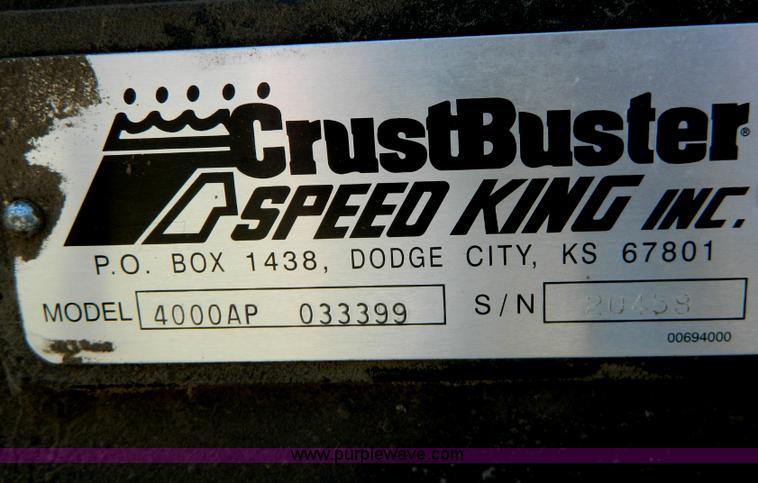 CrustBuster®
SPEED KING INC.
P.O. BOX 1438, DODGE CITY, KS 67801
MODEL 4000AP 033399 S/N
00694000
www.purplewave.com